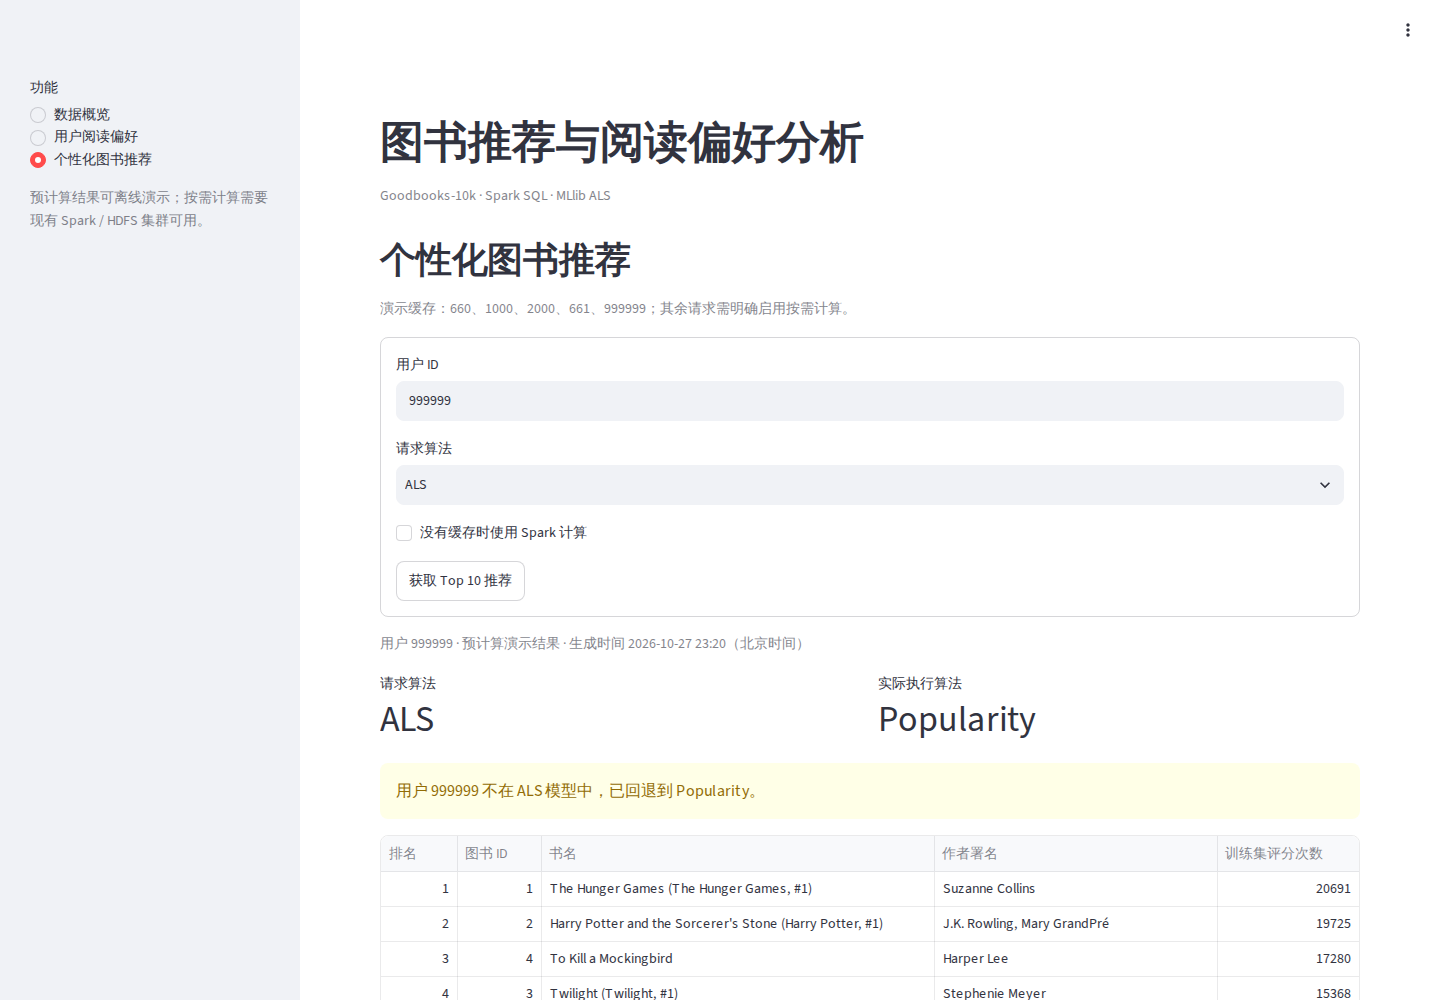 功能
数据概览
用户阅读偏好
个性化图书推荐
预计算结果可离线演示；按需计算需要
现有 Spark / HDFS 集群可用。
图书推荐与阅读偏好分析
Goodbooks-10k · Spark SQL · MLlib ALS
个性化图书推荐
演示缓存：660、1000、2000、661、999999；其余请求需明确启用按需计算。
用户 ID
999999
请求算法
ALS
没有缓存时使用 Spark 计算
获取 Top 10 推荐
用户 999999 · 预计算演示结果 · 生成时间 2026-10-27 23:20（北京时间）
请求算法 实际执行算法
ALS Popularity
用户 999999 不在 ALS 模型中，已回退到 Popularity。
排名 图书 ID 书名 作者署名 训练集评分次数
1 1 The Hunger Games (The Hunger Games, #1) Suzanne Collins 20691
2 2 Harry Potter and the Sorcerer's Stone (Harry Potter, #1) J.K. Rowling, Mary GrandPré 19725
3 4 To Kill a Mockingbird Harper Lee 17280
4 3 Twilight (Twilight, #1) Stephenie Meyer 15368